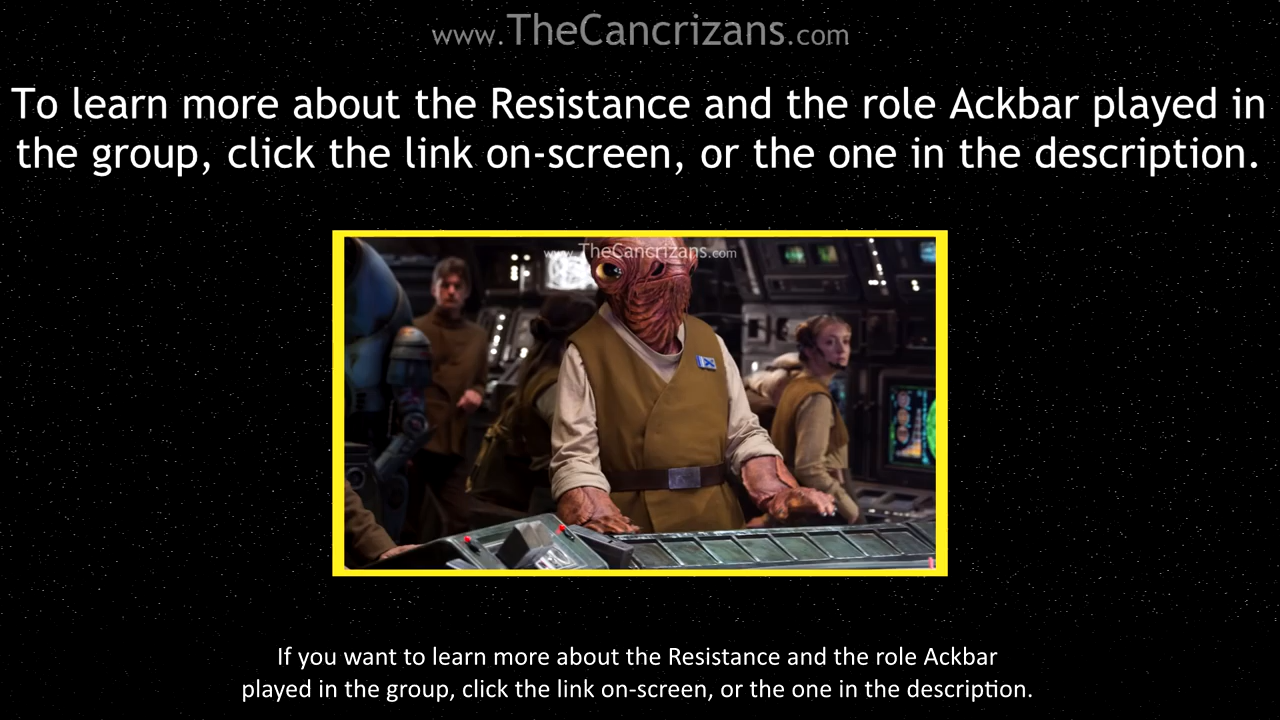 www.TheCancrizans.com
To learn more about the Resistance and the role Ackbar played in
the group, click the link on-screen, or the one in the description.
www.TheCancrizans.com
If you want to learn more about the Resistance and the role Ackbar
played in the group, click the link on-screen, or the one in the description.